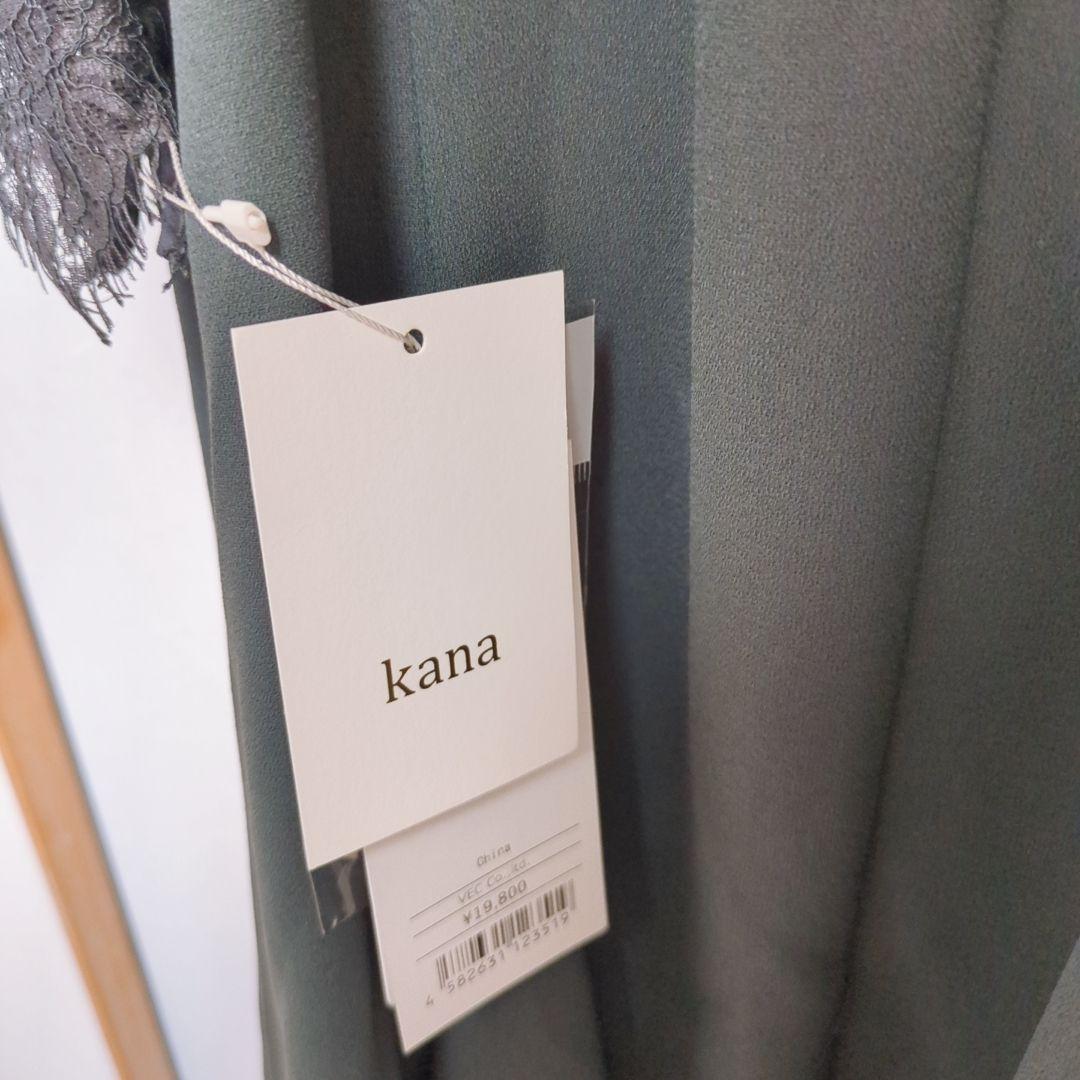 kana
China
VEC Co.,ltd.
¥19,800
4 582631 123519